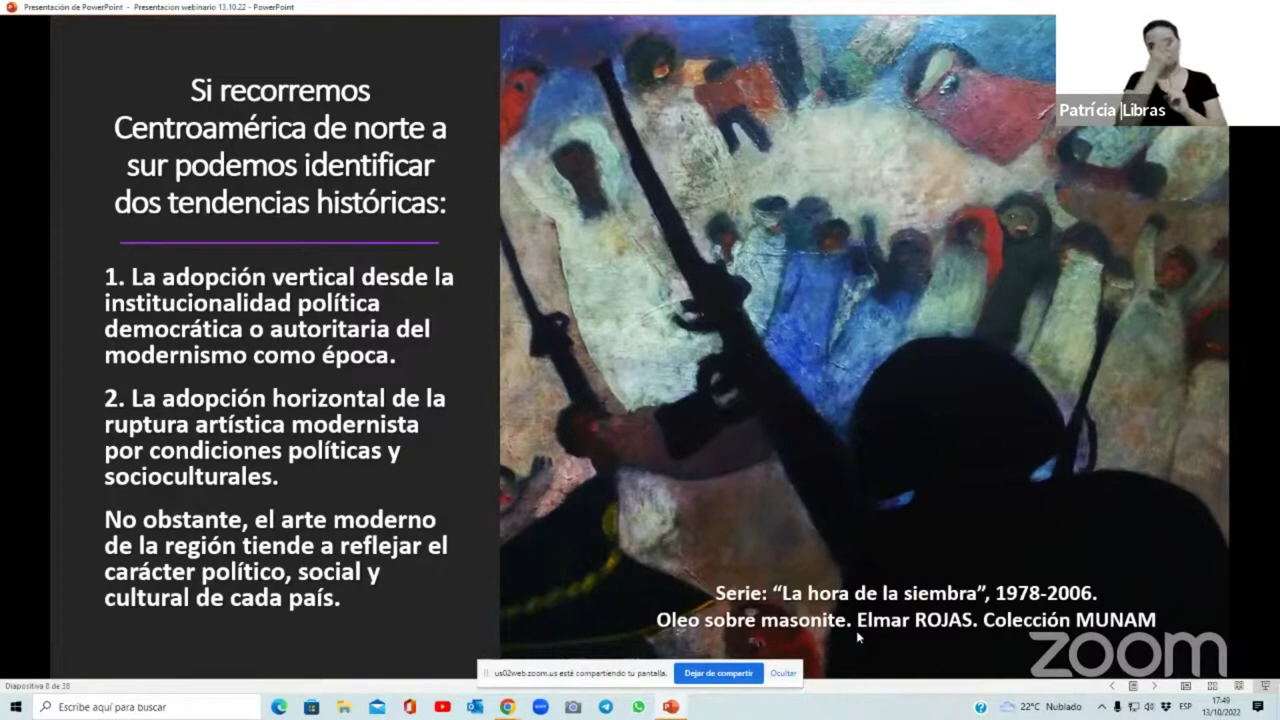 Presentación de PowerPoint - Presentacion webinario 13.10.22 - PowerPoint
Si recorremos
Centroamérica de norte a
sur podemos identificar
dos tendencias históricas:
1. La adopción vertical desde la
institucionalidad política
democrática o autoritaria del
modernismo como época.
2. La adopción horizontal de la
ruptura artística modernista
por condiciones políticas y
socioculturales.
No obstante, el arte moderno
de la región tiende a reflejar el
carácter político, social y
cultural de cada país.
Patrícia |Libras
Serie: “La hora de la siembra”, 1978-2006.
Oleo sobre masonite. Elmar ROJAS. Colección MUNAM
zoom
us02web.zoom.us está compartiendo tu pantalla.
Dejar de compartir
Ocultar
Diapositiva 8 de 38
Escribe aquí para buscar
22°C Nublado
ESP
17:49
13/10/2022